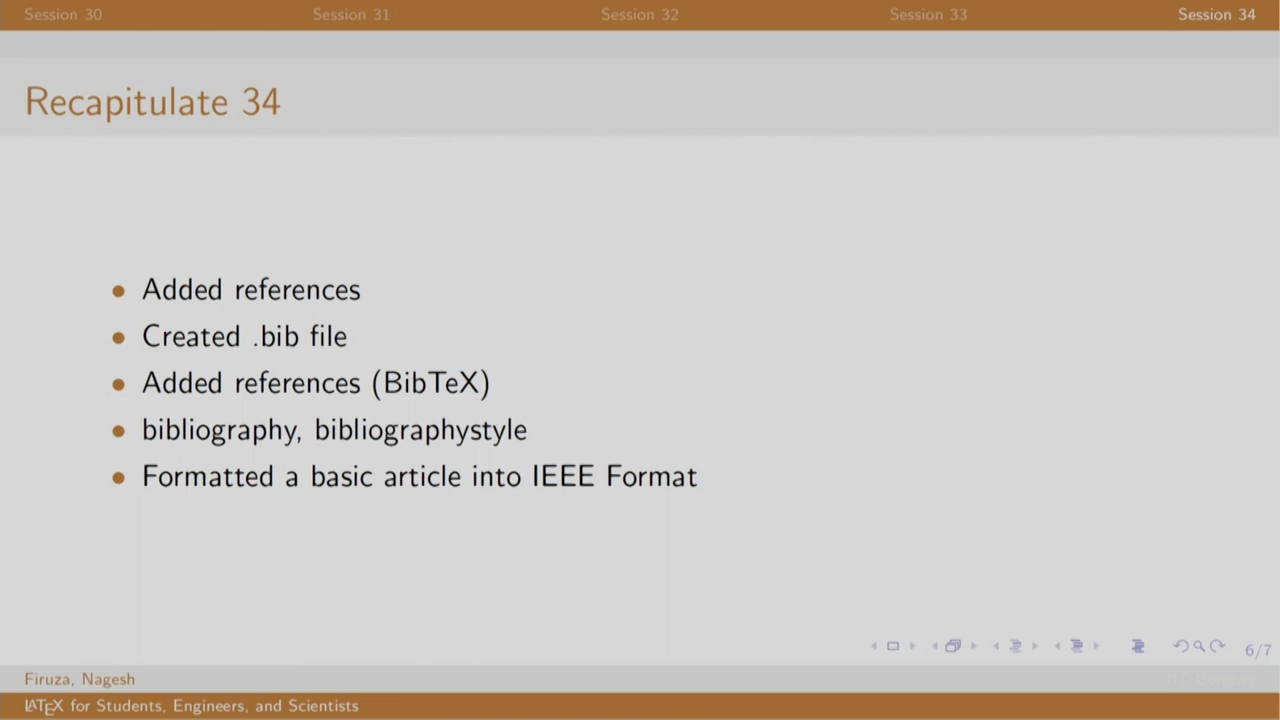 Session 30 Session 31 Session 32 Session 33 Session 34
Recapitulate 34
• Added references
• Created .bib file
• Added references (BibTeX)
• bibliography, bibliographystyle
• Formatted a basic article into IEEE Format
6/7
Firuza, Nagesh
LATEX for Students, Engineers, and Scientists